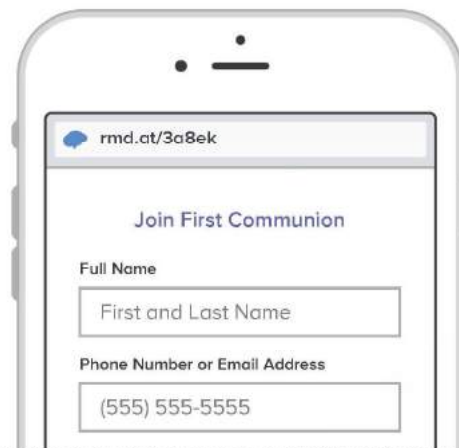 rmd.at/3a8ek
Join First Communion
Full Name
First and Last Name
Phone Number or Email Address
(555) 555-5555